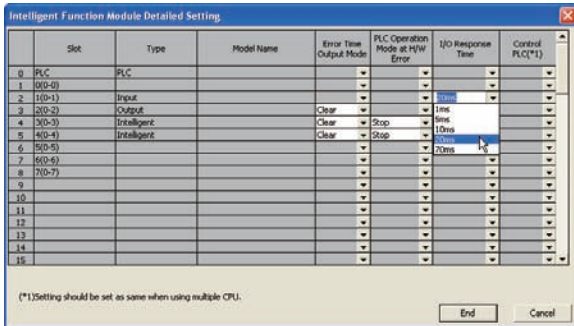 Intelligent Function Module Detailed Setting
Slot Type Model Name Error Time Output Mode PLC Operation Mode at H/W Error I/O Response Time Control PLC(*1)
0 PLC PLC
1 0(0-0)
2 1(0-1) Input 20ms
3 2(0-2) Output Clear 1ms
4 3(0-3) Intelligent Clear Stop 5ms
10ms
5 4(0-4) Intelligent Clear Stop 20ms
6 5(0-5) 70ms
7 6(0-6)
8 7(0-7)
9
10
11
12
13
14
15
(*1)Setting should be set as same when using multiple CPU.
End Cancel